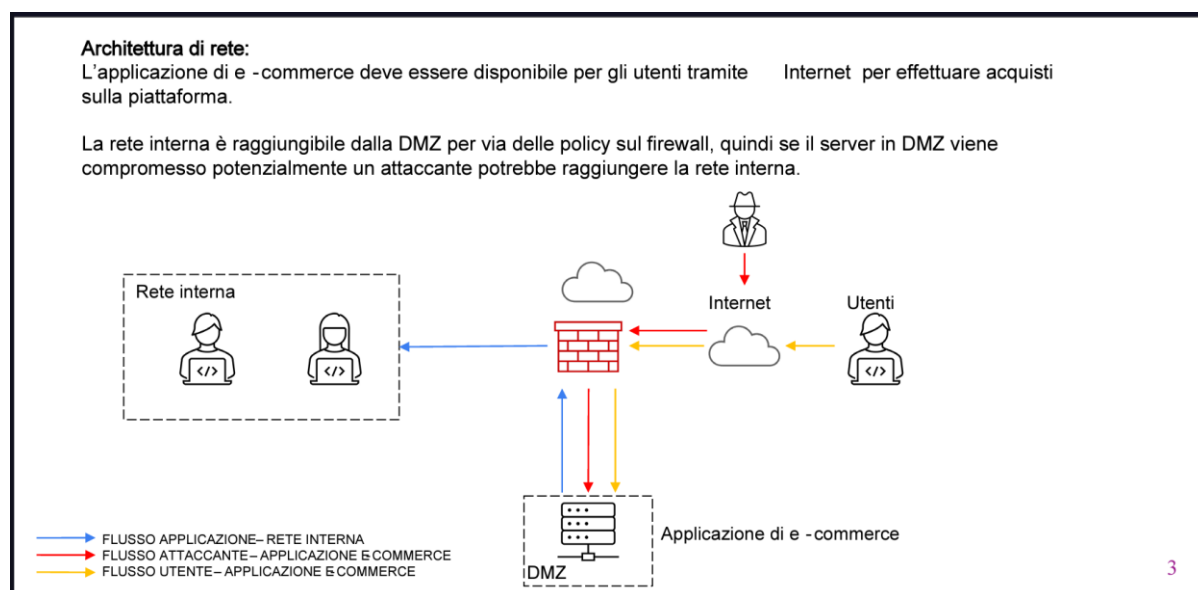 Architettura di rete:
L'applicazione di e -commerce deve essere disponibile per gli utenti tramite Internet per effettuare acquisti
sulla piattaforma.
La rete interna è raggiungibile dalla DMZ per via delle policy sul firewall, quindi se il server in DMZ viene
compromesso potenzialmente un attaccante potrebbe raggiungere la rete interna.
Rete interna
Internet
Utenti
</>
</>
</>
Applicazione di e -commerce
DMZ
FLUSSO APPLICAZIONE– RETE INTERNA
FLUSSO ATTACCANTE – APPLICAZIONE E-COMMERCE
FLUSSO UTENTE – APPLICAZIONE E-COMMERCE
3